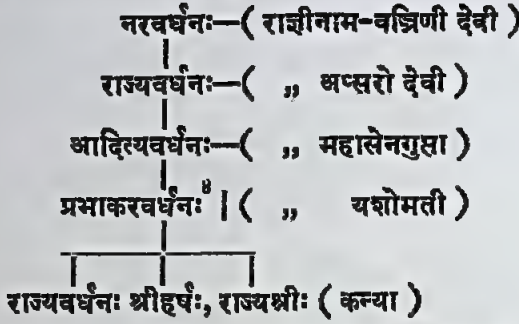 नरवर्धनः—( राज्ञीनाम-वज्रिणी देवी )
राज्यवर्धनः—( ,, अप्सरो देवी )
आदित्यवर्धनः—( ,, महासेनगुप्ता )
प्रभाकरवर्धनः४ | ( ,, यशोमती )
राज्यवर्धनः श्रीहर्षः, राज्यश्रीः ( कन्या )